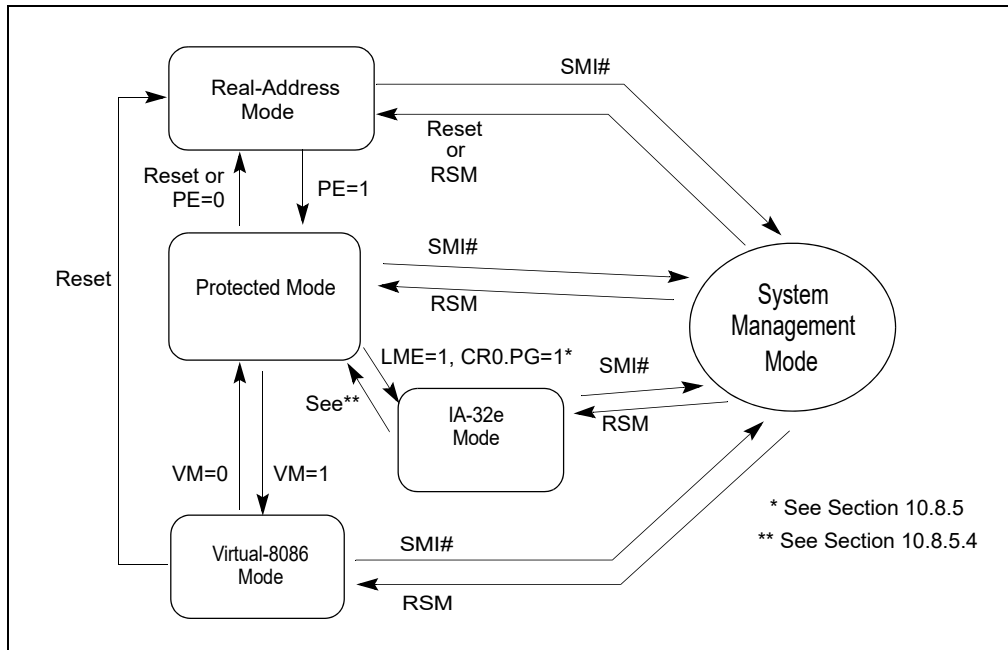 Real-Address
Mode
SMI#
Reset
or
RSM
Reset or
PE=0
PE=1
Reset
Protected Mode
SMI#
RSM
System
Management
Mode
LME=1, CR0.PG=1*
See**
IA-32e
Mode
SMI#
RSM
VM=0
VM=1
* See Section 10.8.5
** See Section 10.8.5.4
Virtual-8086
Mode
SMI#
RSM